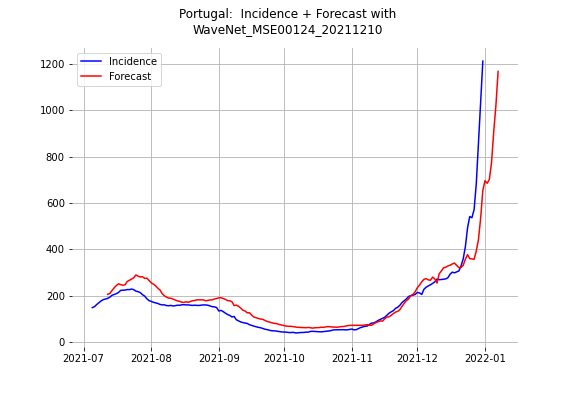 Portugal:  Incidence + Forecast with
WaveNet_MSE00124_20211210
Incidence
Forecast
1200
1000
800
600
400
200
0
2021-07 2021-08 2021-09 2021-10 2021-11 2021-12 2022-01